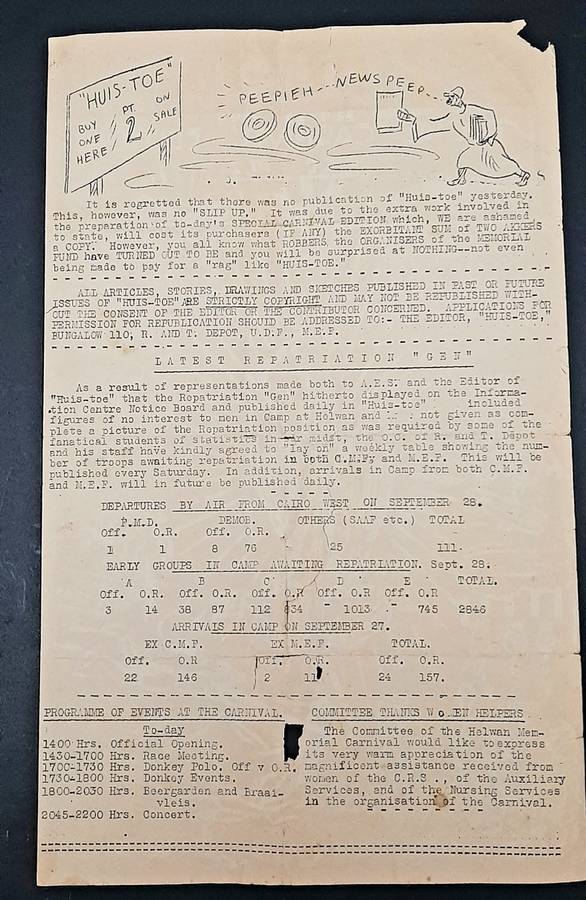 "HUIS-TOE"
BUY ONE HERE
PT. 2
ON SALE
PEEPIEH---NEWSPEEP...
It is regretted that there was no publication of "Huis-toe" yesterday.
This, however, was no "SLIP UP." It was due to the extra work involved in
the preparation of to-day's SPECIAL CARNIVAL EDITION which, WE are ashamed
to state, will cost its purchasers (IF ANY) the EXORBITANT SUM of TWO AKKERS
a COPY. However, you all know what ROBBERS, the ORGANISERS of the MEMORIAL
FUND have TURNED OUT TO BE and you will be surprised at NOTHING--not even
being made to pay for a "rag" like "HUIS-TOE."
ALL ARTICLES, STORIES, DRAWINGS AND SKETCHES PUBLISHED IN PAST OR FUTURE
ISSUES OF "HUIS-TOE" ARE STRICTLY COPYRIGHT AND MAY NOT BE REPUBLISHED WITH-
OUT THE CONSENT OF THE EDITOR OR THE CONTRIBUTOR CONCERNED. APPLICATIONS FOR
PERMISSION FOR REPUBLICATION SHOULD BE ADDRESSED TO:- THE EDITOR, "HUIS-TOE,"
BUNGALOW 110, R. AND T. DEPOT, U.D.F., M.E.F.
LATEST REPATRIATION "GEN"
As a result of representations made both to A.E.S. and the Editor of
"Huis-toe" that the Repatriation "Gen" hitherto displayed on the Informa-
tion Centre Notice Board and published daily in "Huis-toe" included
figures of no interest to men in Camp at Helwan and not given as com-
plete a picture of the Repatriation position as was required by some of the
fanatical students of statistics in midst, the O.C. of R. and T. Depot
and his staff have kindly agreed to "lay on" a weekly table showing the num-
ber of troops awaiting repatriation in both C.M.F. and M.E.F. This will be
published every Saturday. In addition, arrivals in Camp from both C.M.F.
and M.E.F. will in future be published daily.
DEPARTURES BY AIR FROM CAIRO WEST ON SEPTEMBER 28.
P.M.D. DEMOB. OTHERS (SAAF etc.) TOTAL
Off. O.R. Off. O.R.
1 1 8 76 25 111.
EARLY GROUPS IN CAMP AWAITING REPATRIATION. Sept. 28.
A B C D E TOTAL.
Off. O.R. Off. O.R. Off. O.R Off. O.R Off. O.R
3 14 38 87 112 834 - 1013 - 745 2846
ARRIVALS IN CAMP ON SEPTEMBER 27.
EX C.M.F. EX M.E.F. TOTAL.
Off. O.R Off. O.R. Off. O.R.
22 146 2 11 24 157.
PROGRAMME OF EVENTS AT THE CARNIVAL.
To-day
1400 Hrs. Official Opening.
1430-1700 Hrs. Race Meeting.
1700-1730 Hrs. Donkey Polo. Off v O.R.
1730-1800 Hrs. Donkey Events.
1800-2030 Hrs. Beergarden and Braai-
vleis.
2045-2200 Hrs. Concert.
COMMITTEE THANKS WOMEN HELPERS
The Committee of the Helwan Mem-
orial Carnival would like to express
its very warm appreciation of the
magnificent assistance received from
women of the C.R.S., of the Auxiliary
Services, and of the Nursing Services
in the organisation of the Carnival.